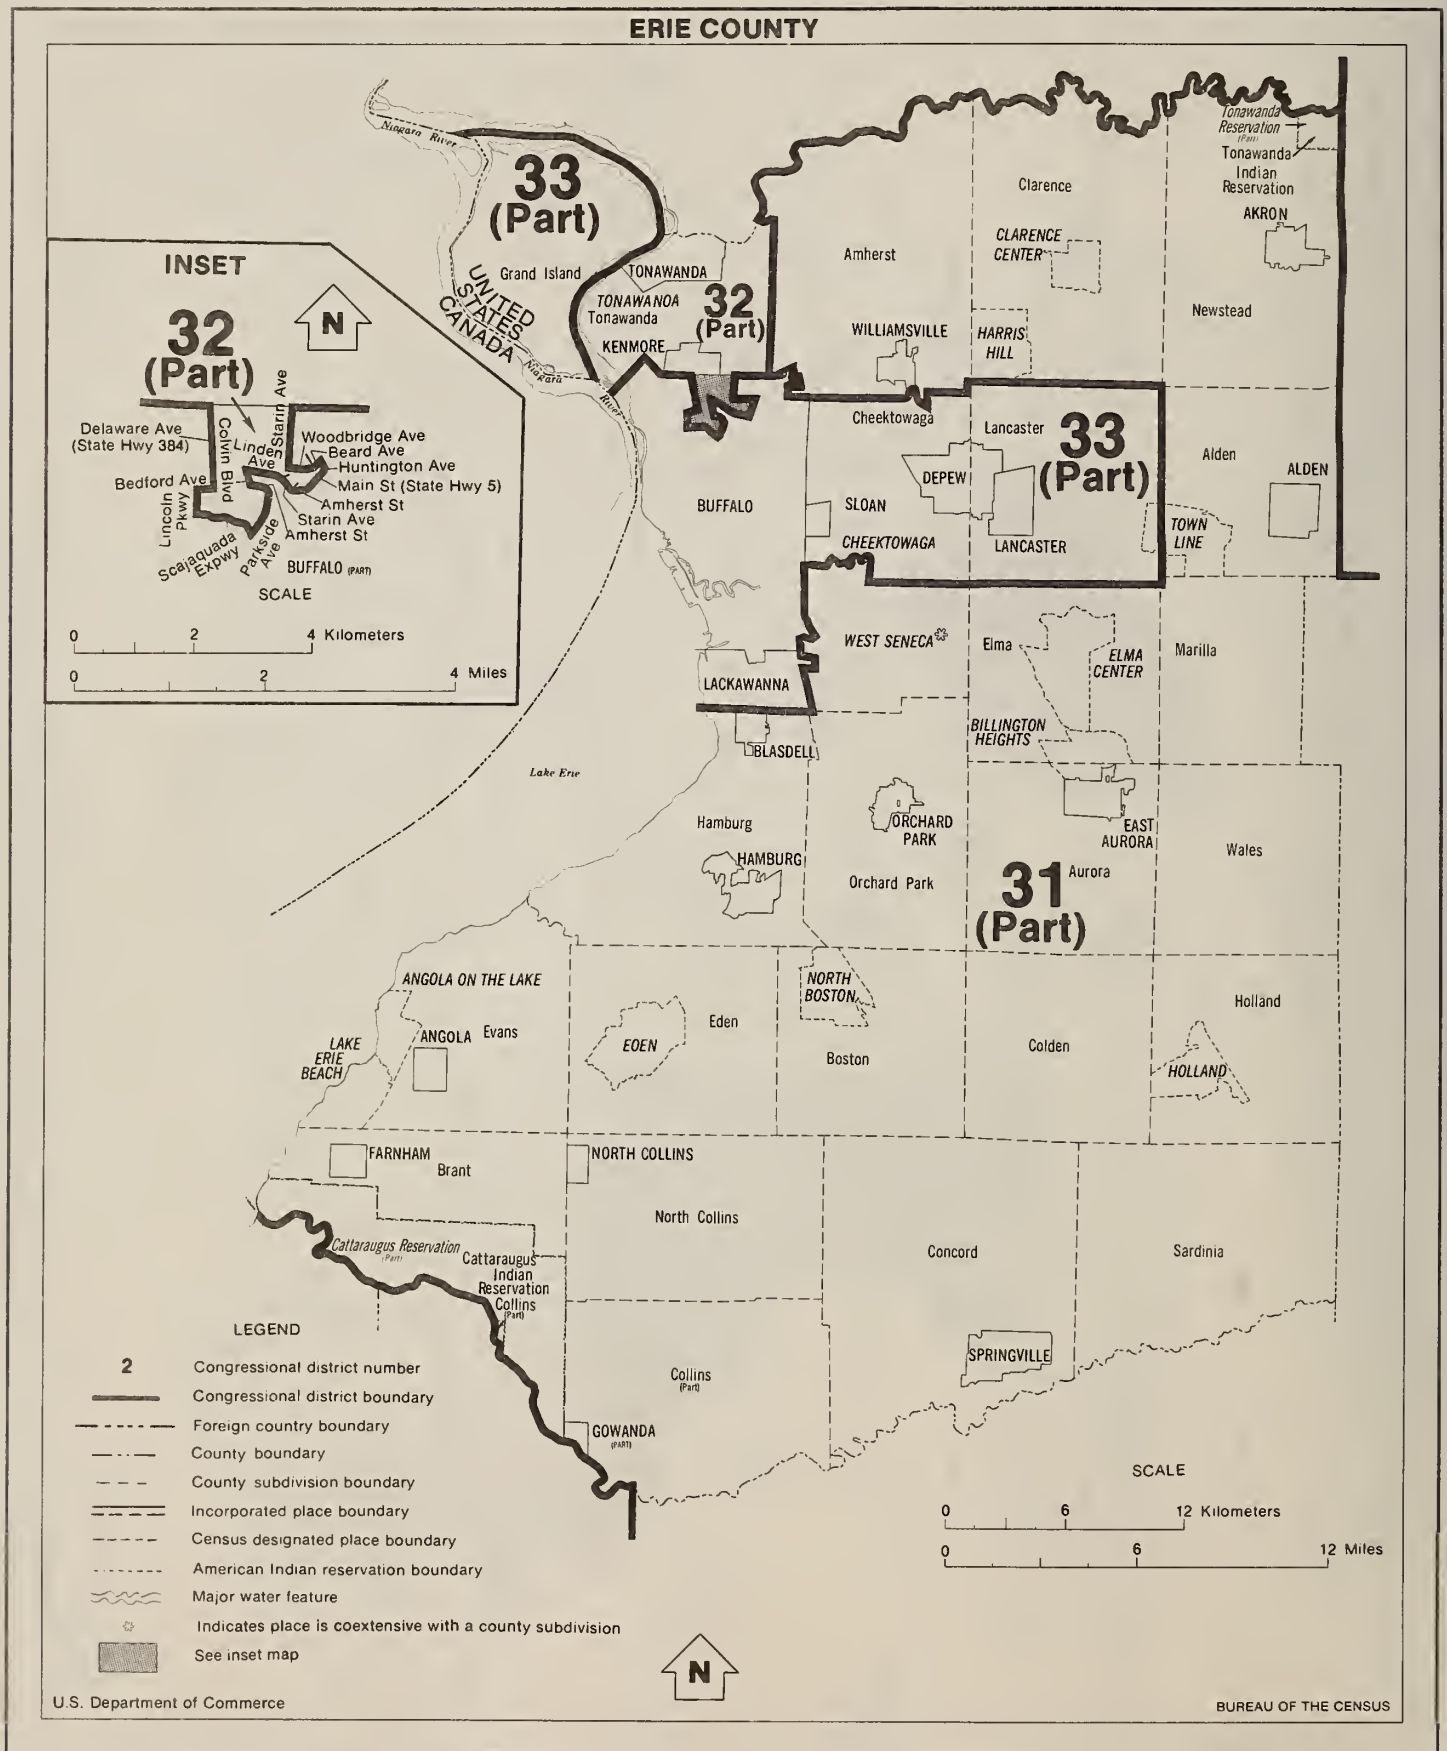 ERIE COUNTY
Niagara River
33
(Part)
Grand Island
UNITED
STATES
CANADA
Niagara
River
TONAWANDA
TONAWANOA
Tonawanda
32
(Part)
KENMORE
Amherst
WILLIAMSVILLE
Clarence
CLARENCE
CENTER
HARRIS
HILL
Tonawanda
Reservation
(Part)
Tonawanda
Indian
Reservation
AKRON
Newstead
INSET
32
(Part)
N
Starin Ave
Delaware Ave
(State Hwy 384)
Colvin Blvd
Linden
Ave
Woodbridge Ave
Beard Ave
Huntington Ave
Main St (State Hwy 5)
Bedford Ave
Lincoln
Pkwy
Amherst St
Starin Ave
Amherst St
Scajaquada
Expwy
Parkside
Ave
BUFFALO (PART)
SCALE
0 2 4 Kilometers
0 2 4 Miles
Cheektowaga
Lancaster
33
(Part)
DEPEW
BUFFALO
SLOAN
CHEEKTOWAGA
LANCASTER
TOWN
LINE
Alden
ALDEN
WEST SENECA
Elma
ELMA
CENTER
Marilla
LACKAWANNA
BLASDELL
BILLINGTON
HEIGHTS
Lake Erie
Hamburg
HAMBURG
ORCHARD
PARK
Orchard Park
EAST
AURORA
Aurora
31
(Part)
Wales
ANGOLA ON THE LAKE
ANGOLA
Evans
LAKE
ERIE
BEACH
EOEN
Eden
NORTH
BOSTON
Boston
Colden
Holland
HOLLAND
FARNHAM
Brant
NORTH COLLINS
North Collins
Cattaraugus Reservation
(Part)
Cattaraugus
Indian
Reservation
Collins
(Part)
Concord
Sardinia
SPRINGVILLE
Collins
(Part)
GOWANDA
(PART)
LEGEND
2 Congressional district number
Congressional district boundary
Foreign country boundary
County boundary
County subdivision boundary
Incorporated place boundary
Census designated place boundary
American Indian reservation boundary
Major water feature
Indicates place is coextensive with a county subdivision
See inset map
SCALE
0 6 12 Kilometers
0 6 12 Miles
N
U.S. Department of Commerce
BUREAU OF THE CENSUS